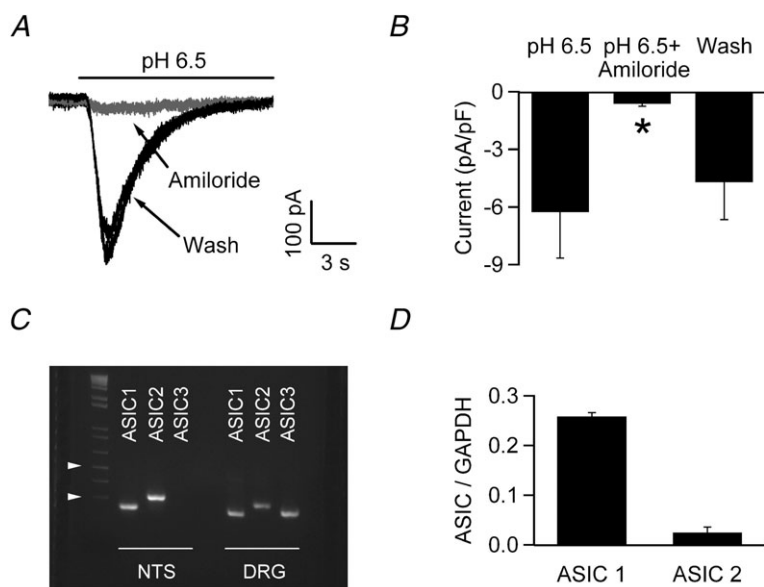 A
pH 6.5
Amiloride
Wash
100 pA
3 s
B
pH 6.5
pH 6.5+
Amiloride
Wash
Current (pA/pF)
0
-3
-6
-9
*
C
ASIC1
ASIC2
ASIC3
ASIC1
ASIC2
ASIC3
NTS
DRG
D
ASIC / GAPDH
0.3
0.2
0.1
0.0
ASIC 1
ASIC 2